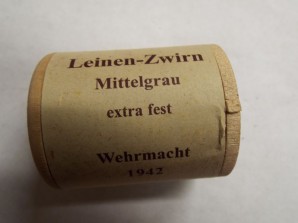 Leinen-Zwirn
Mittelgrau
extra fest
Wehrmacht
1942